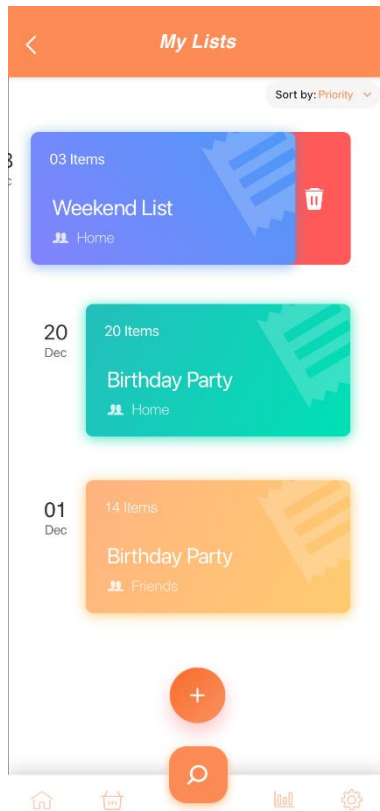 My Lists
Sort by: Priority
03 Items
Weekend List
Home
20
Dec
20 Items
Birthday Party
Home
01
Dec
14 Items
Birthday Party
Friends